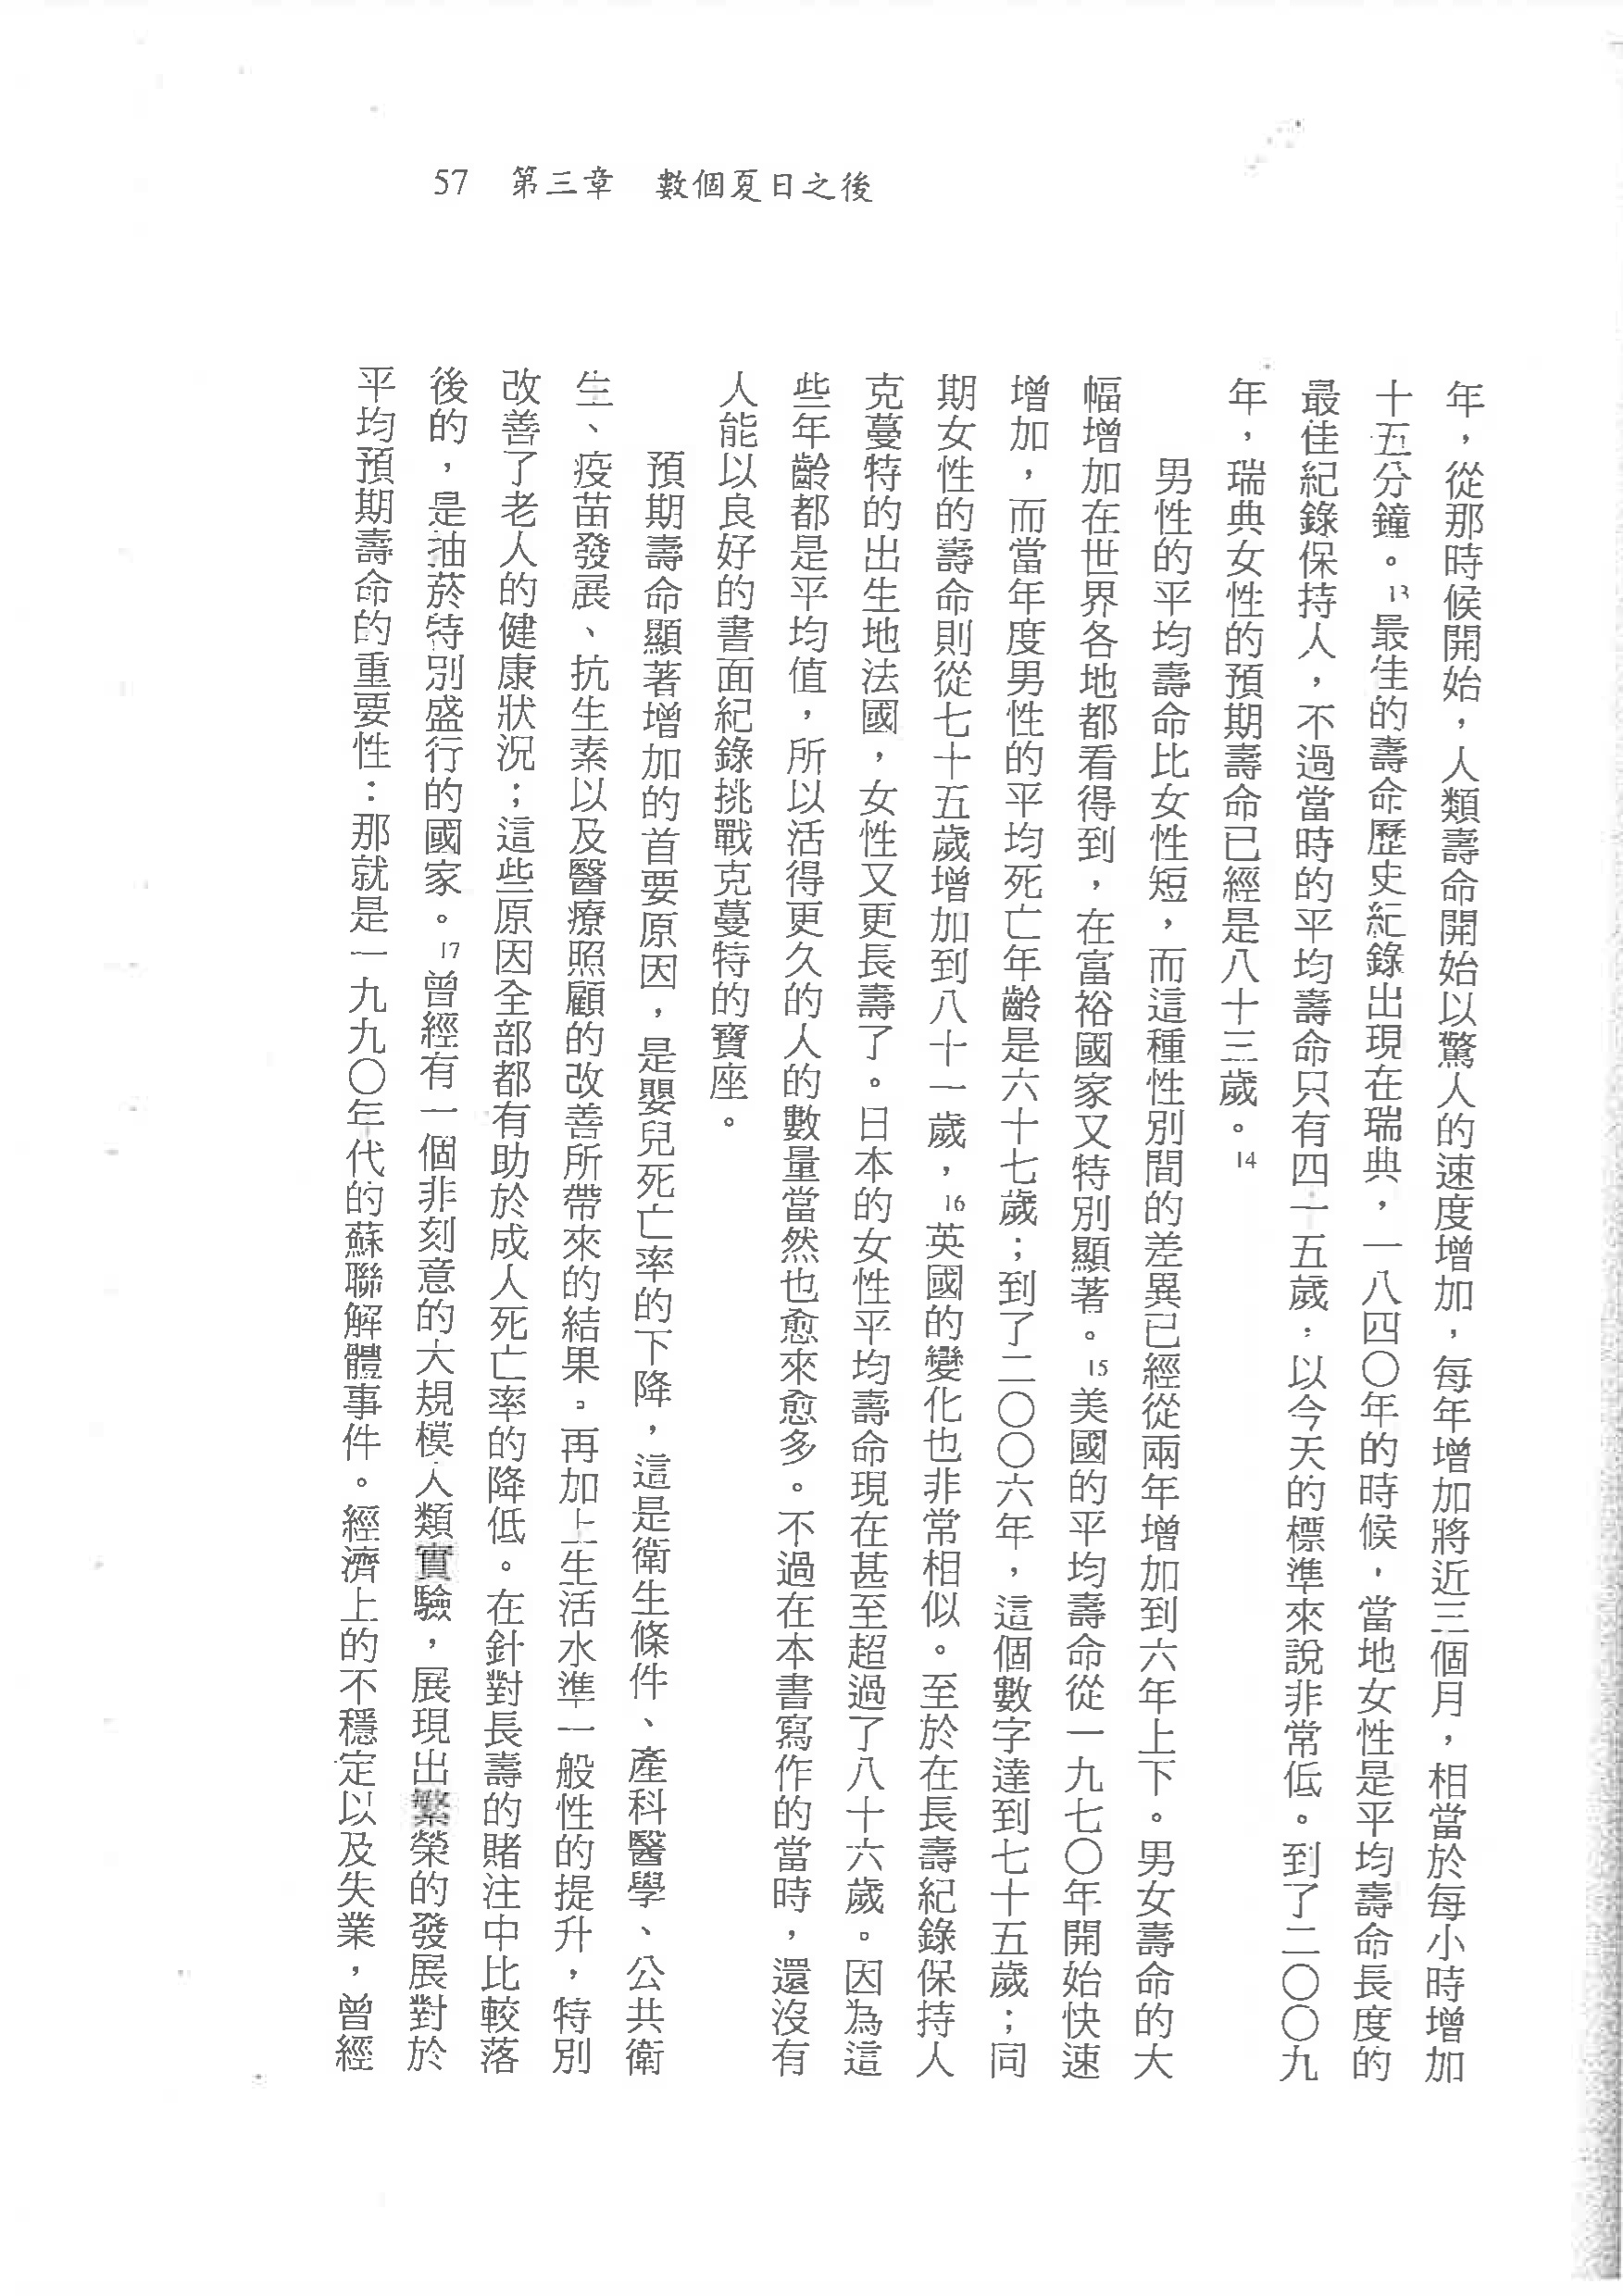 57 第三章 數個夏日之後
年，從那時候開始，人類壽命開始以驚人的速度增加，每年增加將近三個月，相當於每小時增加
十五分鐘。13最佳的壽命歷史紀錄出現在瑞典，一八四〇年的時候，當地女性是平均壽命長度的
最佳紀錄保持人，不過當時的平均壽命只有四十五歲，以今天的標準來說非常低。到了二〇〇九
年，瑞典女性的預期壽命已經是八十三歲。14
男性的平均壽命比女性短，而這種性別間的差異已經從兩年增加到六年上下。男女壽命的大
幅增加在世界各地都看得到，在富裕國家又特別顯著。15美國的平均壽命從一九七〇年開始快速
增加，而當年度男性的平均死亡年齡是六十七歲；到了二〇〇六年，這個數字達到七十五歲；同
期女性的壽命則從七十五歲增加到八十一歲，16英國的變化也非常相似。至於在長壽紀錄保持人
克蔓特的出生地法國，女性又更長壽了。日本的女性平均壽命現在甚至超過了八十六歲。因為這
些年齡都是平均值，所以活得更久的人的數量當然也愈來愈多。不過在本書寫作的當時，還沒有
人能以良好的書面紀錄挑戰克蔓特的寶座。
預期壽命顯著增加的首要原因，是嬰兒死亡率的下降，這是衛生條件、產科醫學、公共衛
生、疫苗發展、抗生素以及醫療照顧的改善所帶來的結果。再加上生活水準一般性的提升，特別
改善了老人的健康狀況；這些原因全部都有助於成人死亡率的降低。在針對長壽的賭注中比較落
後的，是抽菸特別盛行的國家。17曾經有一個非刻意的大規模人類實驗，展現出繁榮的發展對於
平均預期壽命的重要性：那就是一九九〇年代的蘇聯解體事件。經濟上的不穩定以及失業，曾經